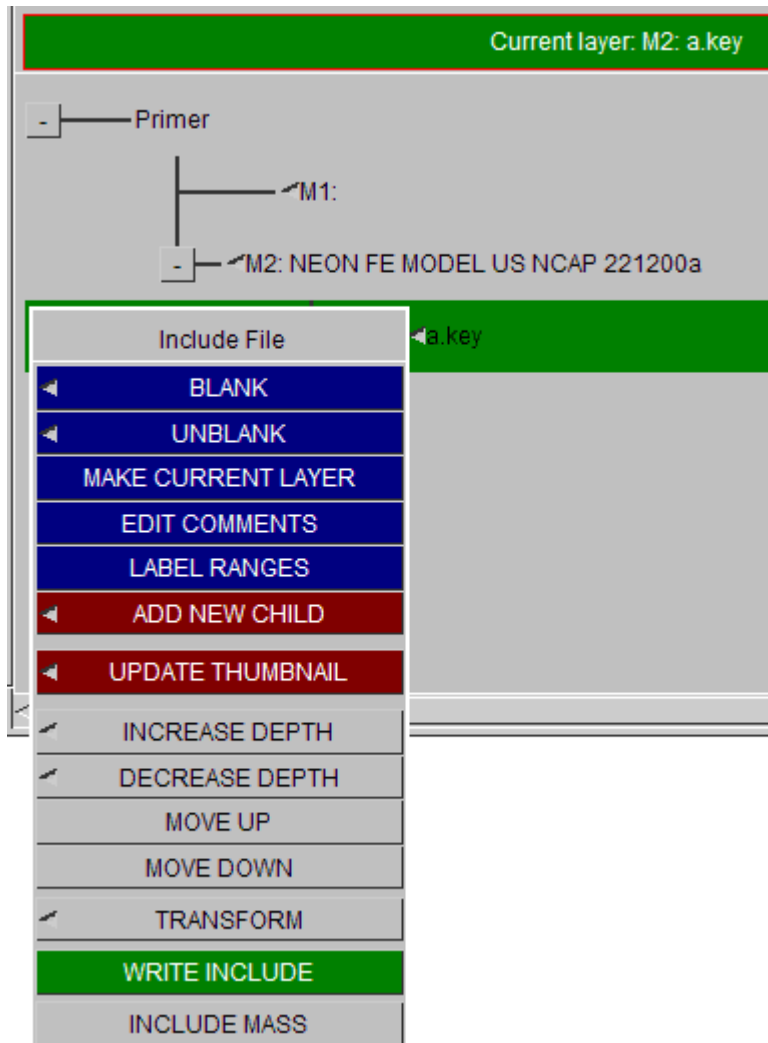 Current layer: M2: a.key
- Primer
M1:
- M2: NEON FE MODEL US NCAP 221200a
a.key
Include File
BLANK
UNBLANK
MAKE CURRENT LAYER
EDIT COMMENTS
LABEL RANGES
ADD NEW CHILD
UPDATE THUMBNAIL
INCREASE DEPTH
DECREASE DEPTH
MOVE UP
MOVE DOWN
TRANSFORM
WRITE INCLUDE
INCLUDE MASS